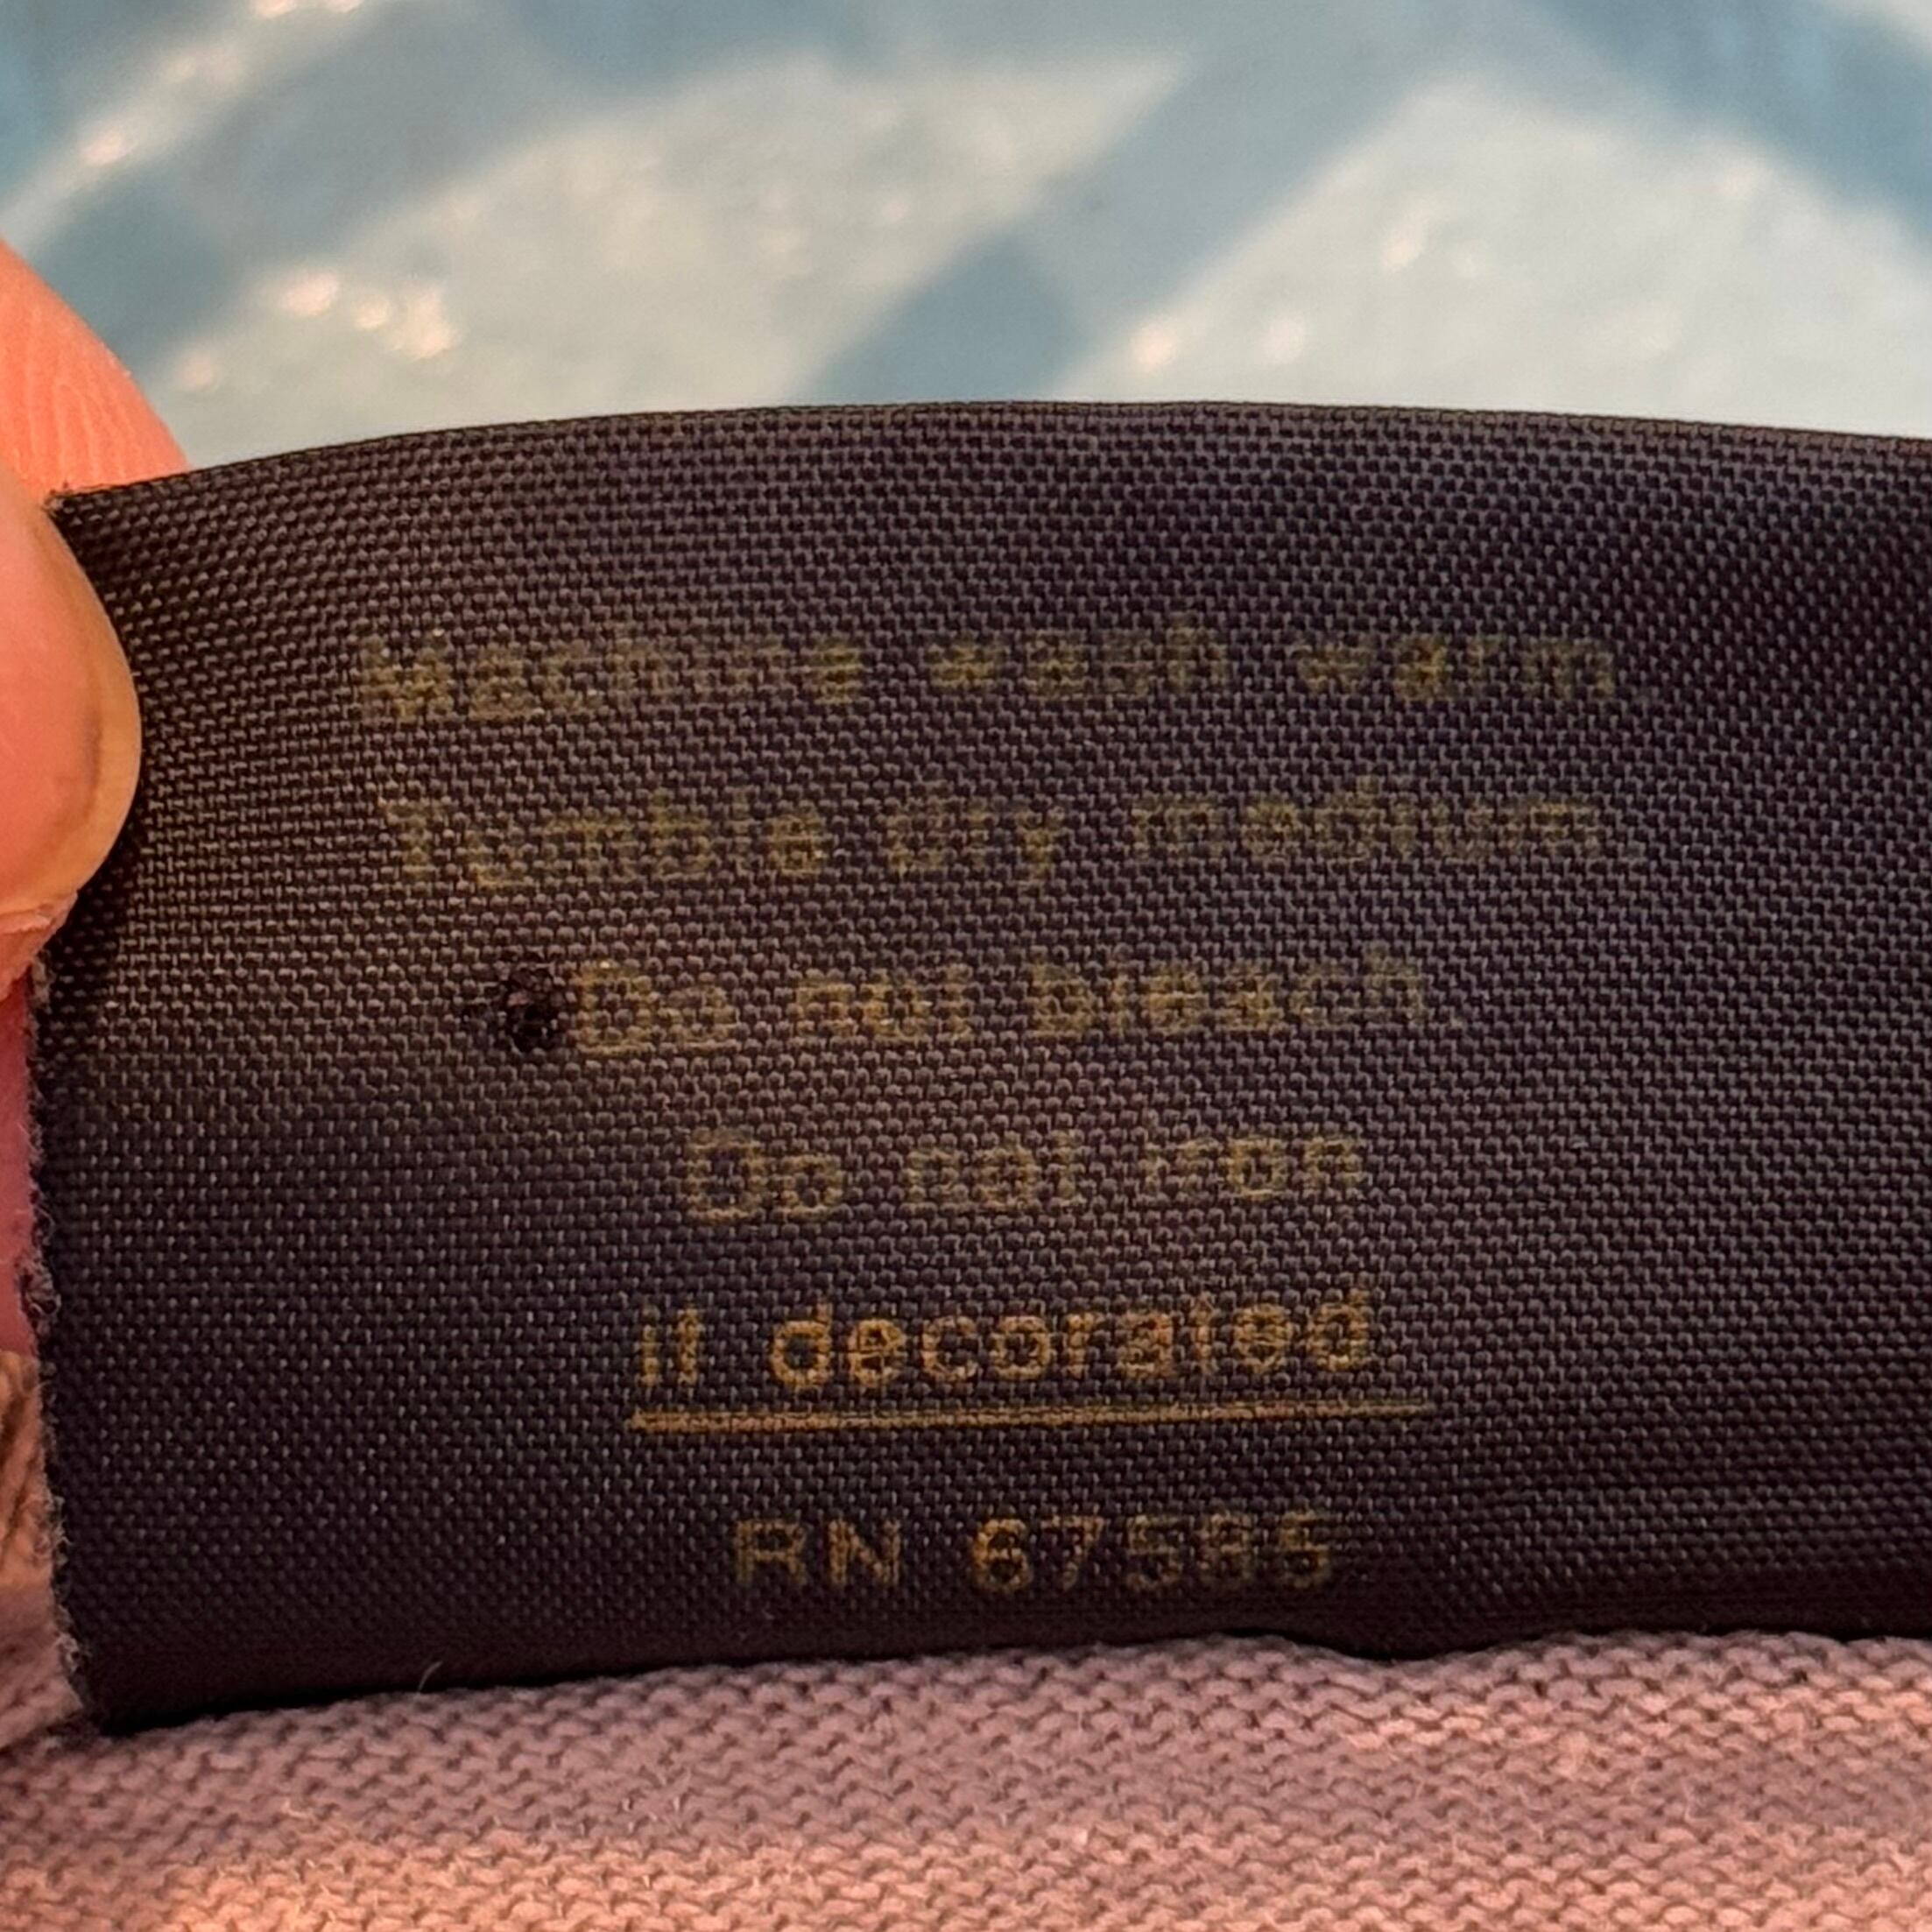 Machine wash warm
Tumble dry medium
Do not bleach
Do not iron
if decorated
RN 67585